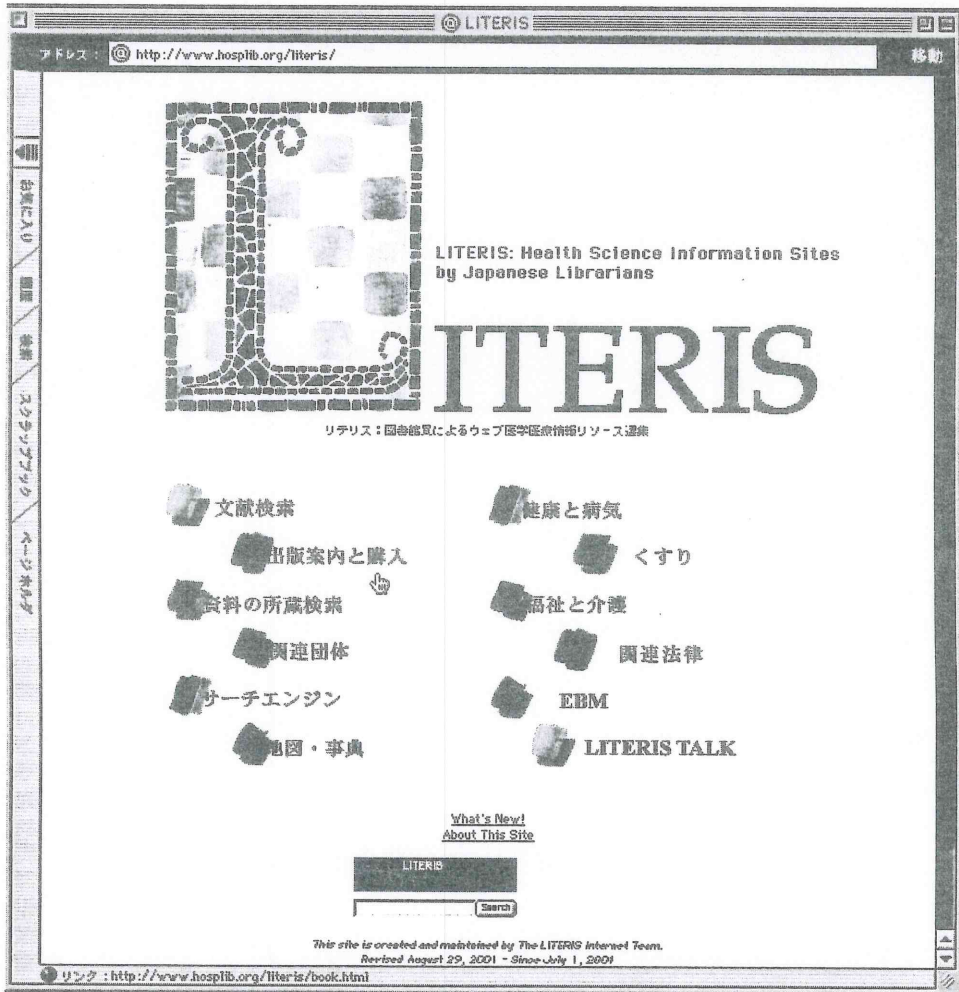 @ LITERIS
アドレス： @ http://www.hosplib.org/literis/ 移動
お気に入り
履歴
検索
スクラップブック
ページホルダ
LITERIS: Health Science Information Sites
by Japanese Librarians
LITERIS
リテリス：図書館員によるウェブ医学医療情報リソース選集
文献検索
出版案内と購入
資料の所蔵検索
関連団体
サーチエンジン
地図・事典
健康と病気
くすり
福祉と介護
関連法律
EBM
LITERIS TALK
What's New!
About This Site
LITERIS
Search
This site is created and maintained by The LITERIS Internet Team.
Revised August 29, 2001 - Since July 1, 2001
リンク：http://www.hosplib.org/literis/book.html